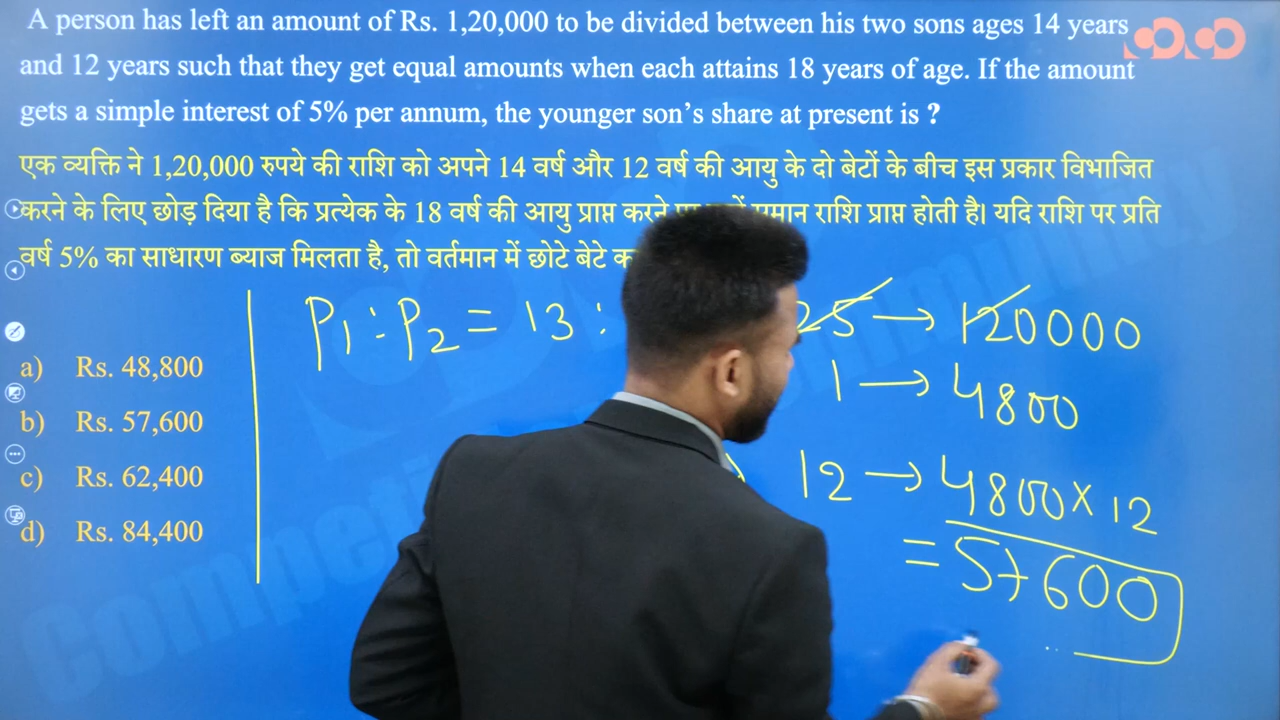 A person has left an amount of Rs. 1,20,000 to be divided between his two sons ages 14 years
and 12 years such that they get equal amounts when each attains 18 years of age. If the amount
gets a simple interest of 5% per annum, the younger son's share at present is ?
एक व्यक्ति ने 1,20,000 रुपये की राशि को अपने 14 वर्ष और 12 वर्ष की आयु के दो बेटों के बीच इस प्रकार विभाजित
करने के लिए छोड़ दिया है कि प्रत्येक के 18 वर्ष की आयु प्राप्त करने समान राशि प्राप्त होती है। यदि राशि पर प्रति
वर्ष 5% का साधारण ब्याज मिलता है, तो वर्तमान में छोटे बेटे
P1 : P2 = 13 :
25 → 120000
1 → 4800
12 → 4800 × 12
= 57600
a) Rs. 48,800
b) Rs. 57,600
c) Rs. 62,400
d) Rs. 84,400